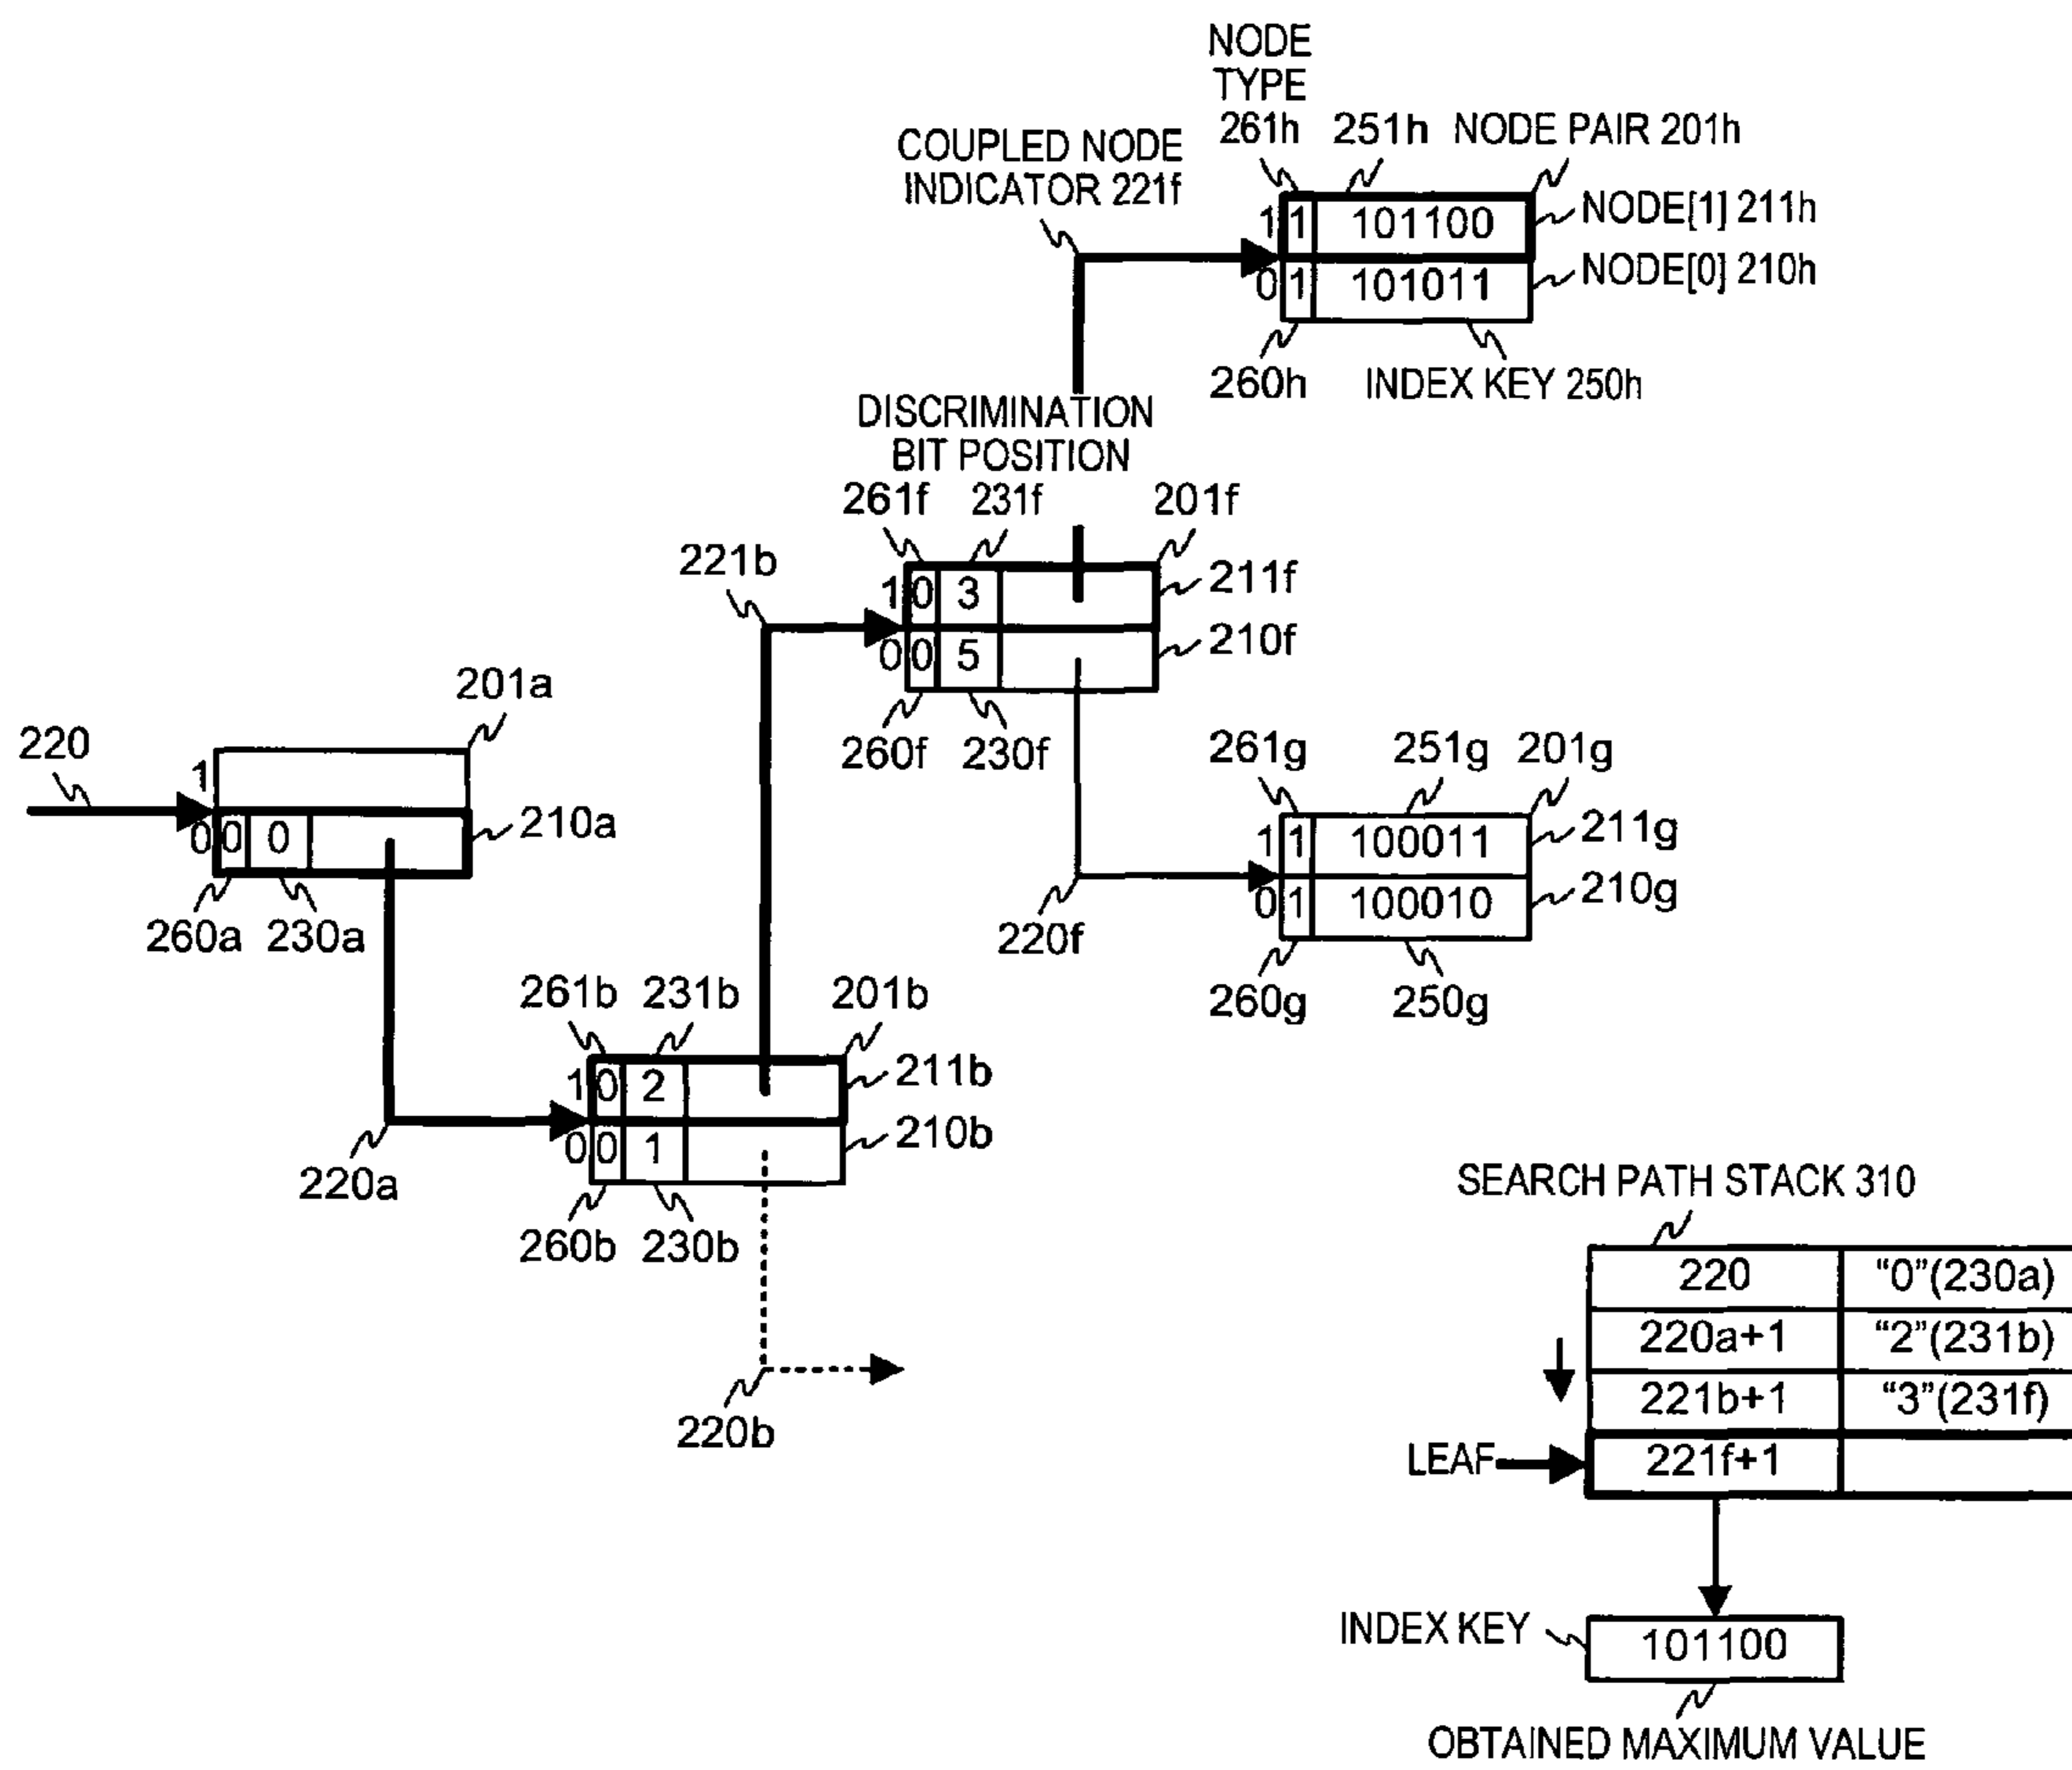 NODE
TYPE
261h 251h NODE PAIR 201h
COUPLED NODE
INDICATOR 221f
1 1 101100
NODE[1] 211h
0 1 101011
NODE[0] 210h
260h INDEX KEY 250h
DISCRIMINATION
BIT POSITION
261f 231f 201f
221b
1 0 3
211f
0 0 5
210f
260f 230f
201a
220
1
0 0 0
210a
260a 230a
261g 251g 201g
1 1 100011
211g
0 1 100010
210g
220f
260g 250g
261b 231b 201b
1 0 2
211b
0 0 1
210b
220a
260b 230b
220b
SEARCH PATH STACK 310
220 "0"(230a)
220a+1 "2"(231b)
221b+1 "3"(231f)
LEAF 221f+1
INDEX KEY 101100
OBTAINED MAXIMUM VALUE